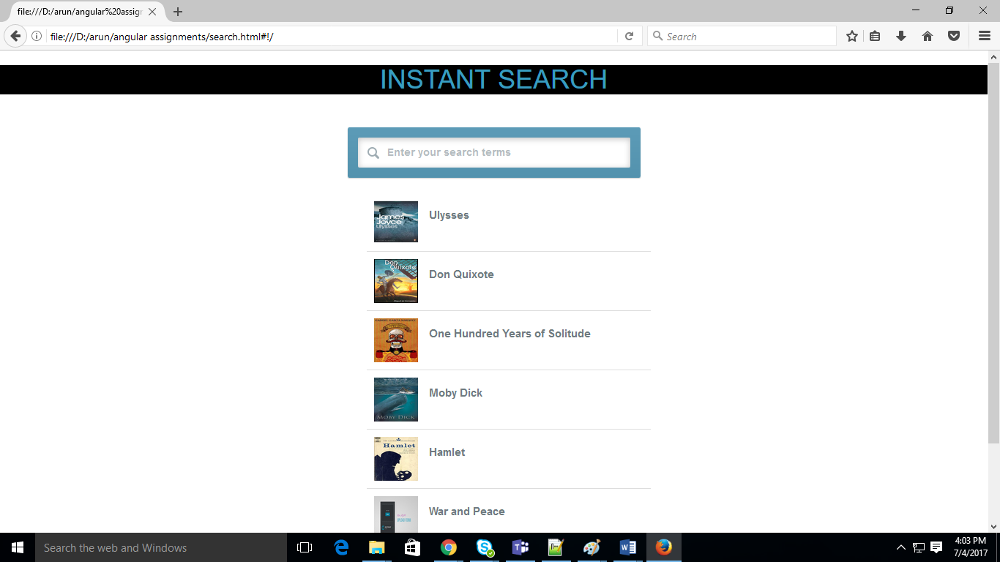 file:///D:/arun/angular%20assign
file:///D:/arun/angular assignments/search.html#!/
Search
INSTANT SEARCH
Enter your search terms
James
Joyce
Ulysses
Ulysses
Don
Quixote
Don Quixote
One Hundred Years of Solitude
MOBY DICK
Moby Dick
Hamlet
Hamlet
War and Peace
Search the web and Windows
4:03 PM
7/4/2017